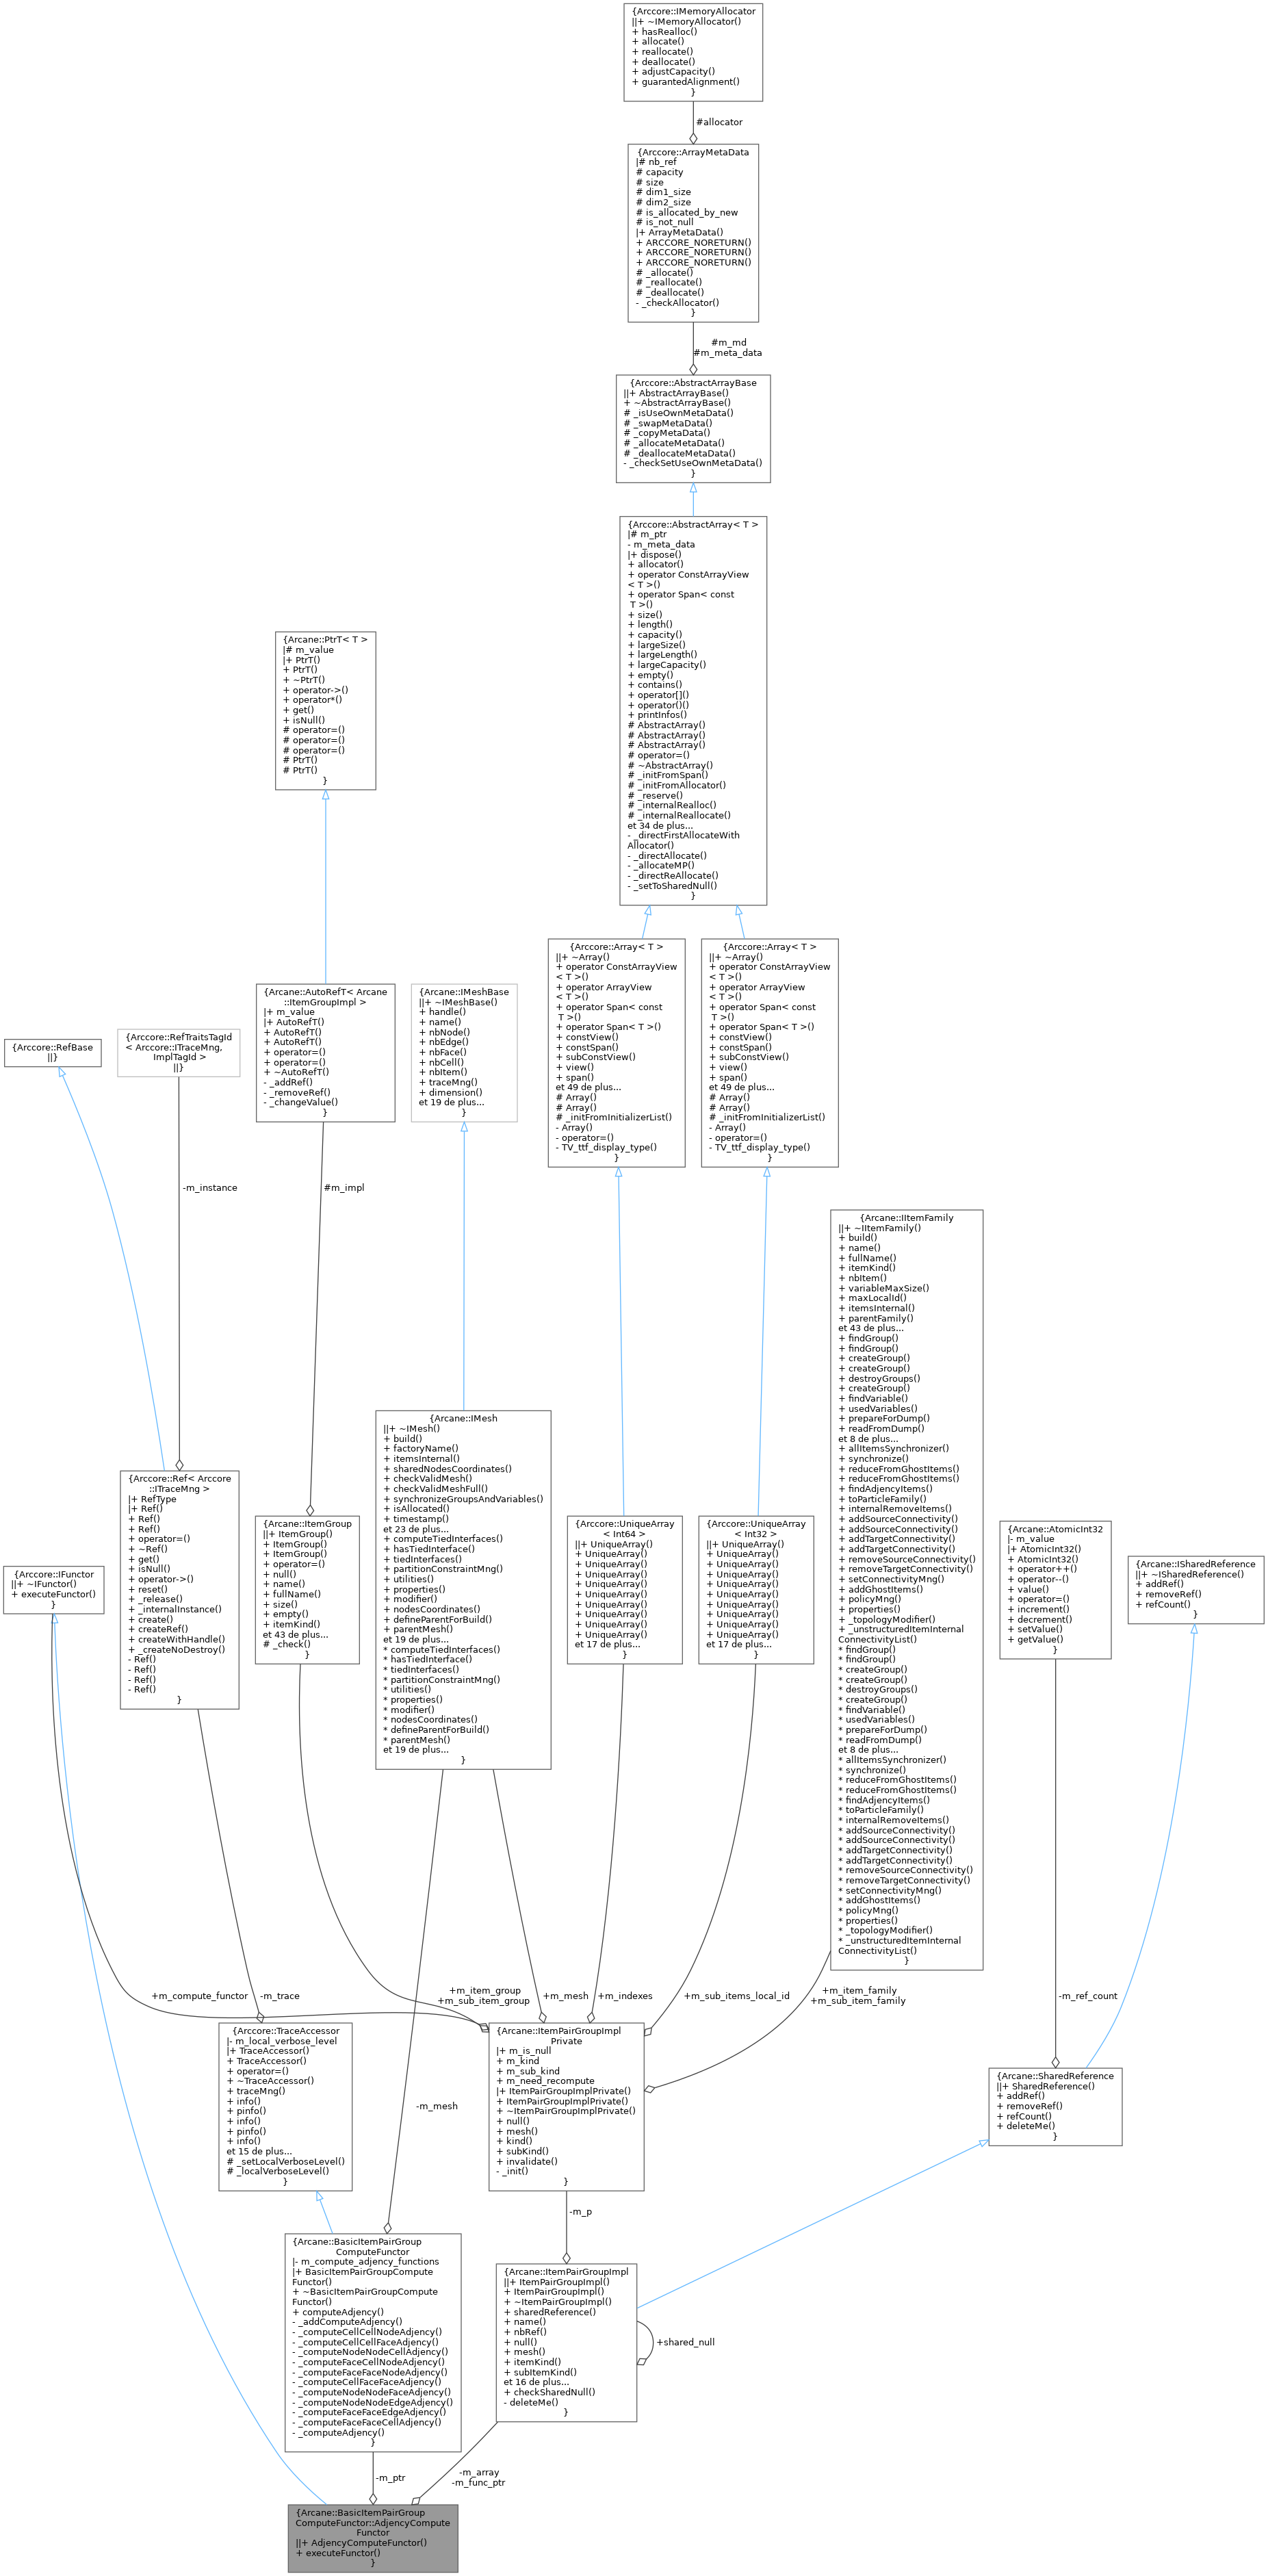 {Arccore::IMemoryAllocator
||+ ~IMemoryAllocator()
+ hasRealloc()
+ allocate()
+ reallocate()
+ deallocate()
+ adjustCapacity()
+ guarantedAlignment()
}
#allocator
{Arccore::ArrayMetaData
|# nb_ref
# capacity
# size
# dim1_size
# dim2_size
# is_allocated_by_new
# is_not_null
|+ ArrayMetaData()
+ ARCCORE_NORETURN()
+ ARCCORE_NORETURN()
+ ARCCORE_NORETURN()
# _allocate()
# _reallocate()
# _deallocate()
- _checkAllocator()
}
#m_md
#m_meta_data
{Arccore::AbstractArrayBase
||+ AbstractArrayBase()
+ ~AbstractArrayBase()
# _isUseOwnMetaData()
# _swapMetaData()
# _copyMetaData()
# _allocateMetaData()
# _deallocateMetaData()
- _checkSetUseOwnMetaData()
}
{Arccore::AbstractArray< T >
|# m_ptr
- m_meta_data
|+ dispose()
+ allocator()
+ operator ConstArrayView
< T >()
+ operator Span< const
 T >()
+ size()
+ length()
+ capacity()
+ largeSize()
+ largeLength()
+ largeCapacity()
+ empty()
+ contains()
+ operator[]()
+ operator()()
+ printInfos()
# AbstractArray()
# AbstractArray()
# AbstractArray()
# operator=()
# ~AbstractArray()
# _initFromSpan()
# _initFromAllocator()
# _reserve()
# _internalRealloc()
# _internalReallocate()
et 34 de plus...
- _directFirstAllocateWith
Allocator()
- _directAllocate()
- _allocateMP()
- _directReAllocate()
- _setToSharedNull()
}
{Arcane::PtrT< T >
|# m_value
|+ PtrT()
+ PtrT()
+ ~PtrT()
+ operator->()
+ operator*()
+ get()
+ isNull()
# operator=()
# operator=()
# operator=()
# PtrT()
# PtrT()
}
{Arccore::Array< T >
||+ ~Array()
+ operator ConstArrayView
< T >()
+ operator ArrayView
< T >()
+ operator Span< const
 T >()
+ operator Span< T >()
+ constView()
+ constSpan()
+ subConstView()
+ view()
+ span()
et 49 de plus...
# Array()
# Array()
# _initFromInitializerList()
- Array()
- operator=()
- TV_ttf_display_type()
}
{Arccore::Array< T >
||+ ~Array()
+ operator ConstArrayView
< T >()
+ operator ArrayView
< T >()
+ operator Span< const
 T >()
+ operator Span< T >()
+ constView()
+ constSpan()
+ subConstView()
+ view()
+ span()
et 49 de plus...
# Array()
# Array()
# _initFromInitializerList()
- Array()
- operator=()
- TV_ttf_display_type()
}
{Arccore::RefBase
||}
{Arccore::RefTraitsTagId
< Arccore::ITraceMng,
ImplTagId >
||}
{Arcane::AutoRefT< Arcane
::ItemGroupImpl >
|+ m_value
|+ AutoRefT()
+ AutoRefT()
+ AutoRefT()
+ operator=()
+ operator=()
+ ~AutoRefT()
- _addRef()
- _removeRef()
- _changeValue()
}
{Arcane::IMeshBase
||+ ~IMeshBase()
+ handle()
+ name()
+ nbNode()
+ nbEdge()
+ nbFace()
+ nbCell()
+ nbItem()
+ traceMng()
+ dimension()
et 19 de plus...
}
-m_instance
#m_impl
{Arcane::IItemFamily
||+ ~IItemFamily()
+ build()
+ name()
+ fullName()
+ itemKind()
+ nbItem()
+ variableMaxSize()
+ maxLocalId()
+ itemsInternal()
+ parentFamily()
et 43 de plus...
+ findGroup()
+ findGroup()
+ createGroup()
+ createGroup()
+ destroyGroups()
+ createGroup()
+ findVariable()
+ usedVariables()
+ prepareForDump()
+ readFromDump()
et 8 de plus...
+ allItemsSynchronizer()
+ synchronize()
+ reduceFromGhostItems()
+ reduceFromGhostItems()
+ findAdjencyItems()
+ toParticleFamily()
+ internalRemoveItems()
+ addSourceConnectivity()
+ addSourceConnectivity()
+ addTargetConnectivity()
+ addTargetConnectivity()
+ removeSourceConnectivity()
+ removeTargetConnectivity()
+ setConnectivityMng()
+ addGhostItems()
+ policyMng()
+ properties()
+ _topologyModifier()
+ _unstructuredItemInternal
ConnectivityList()
* findGroup()
* findGroup()
* createGroup()
* createGroup()
* destroyGroups()
* createGroup()
* findVariable()
* usedVariables()
* prepareForDump()
* readFromDump()
et 8 de plus...
* allItemsSynchronizer()
* synchronize()
* reduceFromGhostItems()
* reduceFromGhostItems()
* findAdjencyItems()
* toParticleFamily()
* internalRemoveItems()
* addSourceConnectivity()
* addSourceConnectivity()
* addTargetConnectivity()
* addTargetConnectivity()
* removeSourceConnectivity()
* removeTargetConnectivity()
* setConnectivityMng()
* addGhostItems()
* policyMng()
* properties()
* _topologyModifier()
* _unstructuredItemInternal
ConnectivityList()
}
{Arccore::IFunctor
||+ ~IFunctor()
+ executeFunctor()
}
{Arccore::Ref< Arccore
::ITraceMng >
|+ RefType
|+ Ref()
+ Ref()
+ Ref()
+ operator=()
+ ~Ref()
+ get()
+ isNull()
+ operator->()
+ reset()
+ _release()
+ _internalInstance()
+ create()
+ createRef()
+ createWithHandle()
+ _createNoDestroy()
- Ref()
- Ref()
- Ref()
- Ref()
}
{Arcane::ItemGroup
||+ ItemGroup()
+ ItemGroup()
+ ItemGroup()
+ operator=()
+ null()
+ name()
+ fullName()
+ size()
+ empty()
+ itemKind()
et 43 de plus...
# _check()
}
{Arcane::IMesh
||+ ~IMesh()
+ build()
+ factoryName()
+ itemsInternal()
+ sharedNodesCoordinates()
+ checkValidMesh()
+ checkValidMeshFull()
+ synchronizeGroupsAndVariables()
+ isAllocated()
+ timestamp()
et 23 de plus...
+ computeTiedInterfaces()
+ hasTiedInterface()
+ tiedInterfaces()
+ partitionConstraintMng()
+ utilities()
+ properties()
+ modifier()
+ nodesCoordinates()
+ defineParentForBuild()
+ parentMesh()
et 19 de plus...
* computeTiedInterfaces()
* hasTiedInterface()
* tiedInterfaces()
* partitionConstraintMng()
* utilities()
* properties()
* modifier()
* nodesCoordinates()
* defineParentForBuild()
* parentMesh()
et 19 de plus...
}
{Arccore::UniqueArray
< Int64 >
||+ UniqueArray()
+ UniqueArray()
+ UniqueArray()
+ UniqueArray()
+ UniqueArray()
+ UniqueArray()
+ UniqueArray()
+ UniqueArray()
+ UniqueArray()
+ UniqueArray()
et 17 de plus...
}
{Arccore::UniqueArray
< Int32 >
||+ UniqueArray()
+ UniqueArray()
+ UniqueArray()
+ UniqueArray()
+ UniqueArray()
+ UniqueArray()
+ UniqueArray()
+ UniqueArray()
+ UniqueArray()
+ UniqueArray()
et 17 de plus...
}
{Arcane::AtomicInt32
|- m_value
|+ AtomicInt32()
+ AtomicInt32()
+ operator++()
+ operator--()
+ value()
+ operator=()
+ increment()
+ decrement()
+ setValue()
+ getValue()
}
{Arcane::ISharedReference
||+ ~ISharedReference()
+ addRef()
+ removeRef()
+ refCount()
}
+m_compute_functor
-m_trace
+m_item_group
+m_sub_item_group
+m_mesh
+m_indexes
+m_sub_items_local_id
+m_item_family
+m_sub_item_family
-m_ref_count
{Arccore::TraceAccessor
|- m_local_verbose_level
|+ TraceAccessor()
+ TraceAccessor()
+ operator=()
+ ~TraceAccessor()
+ traceMng()
+ info()
+ pinfo()
+ info()
+ pinfo()
+ info()
et 15 de plus...
# _setLocalVerboseLevel()
# _localVerboseLevel()
}
-m_mesh
{Arcane::ItemPairGroupImpl
Private
|+ m_is_null
+ m_kind
+ m_sub_kind
+ m_need_recompute
|+ ItemPairGroupImplPrivate()
+ ItemPairGroupImplPrivate()
+ ~ItemPairGroupImplPrivate()
+ null()
+ mesh()
+ kind()
+ subKind()
+ invalidate()
- _init()
}
{Arcane::SharedReference
||+ SharedReference()
+ addRef()
+ removeRef()
+ refCount()
+ deleteMe()
}
-m_p
{Arcane::BasicItemPairGroup
ComputeFunctor
|- m_compute_adjency_functions
|+ BasicItemPairGroupCompute
Functor()
+ ~BasicItemPairGroupCompute
Functor()
+ computeAdjency()
- _addComputeAdjency()
- _computeCellCellNodeAdjency()
- _computeCellCellFaceAdjency()
- _computeNodeNodeCellAdjency()
- _computeFaceCellNodeAdjency()
- _computeFaceFaceNodeAdjency()
- _computeCellFaceFaceAdjency()
- _computeNodeNodeFaceAdjency()
- _computeNodeNodeEdgeAdjency()
- _computeFaceFaceEdgeAdjency()
- _computeFaceFaceCellAdjency()
- _computeAdjency()
}
{Arcane::ItemPairGroupImpl
||+ ItemPairGroupImpl()
+ ItemPairGroupImpl()
+ ~ItemPairGroupImpl()
+ sharedReference()
+ name()
+ nbRef()
+ null()
+ mesh()
+ itemKind()
+ subItemKind()
et 16 de plus...
+ checkSharedNull()
- deleteMe()
}
+shared_null
-m_ptr
-m_array
-m_func_ptr
{Arcane::BasicItemPairGroup
ComputeFunctor::AdjencyCompute
Functor
||+ AdjencyComputeFunctor()
+ executeFunctor()
}